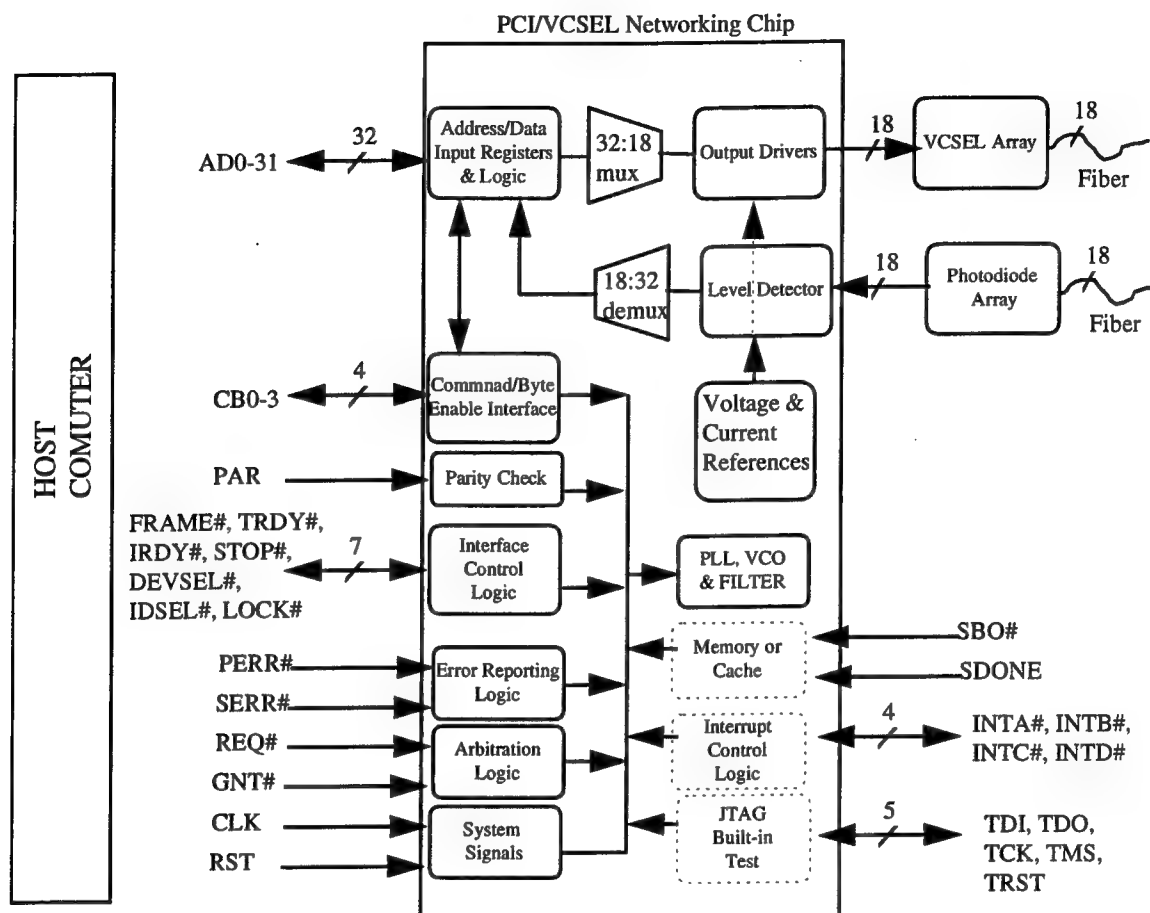 PCI/VCSEL Networking Chip
HOST
COMUTER
AD0-31
32
Address/Data
Input Registers
& Logic
32:18
mux
Output Drivers
18
VCSEL Array
18
Fiber
18:32
demux
Level Detector
18
Photodiode
Array
18
Fiber
CB0-3
4
Commnad/Byte
Enable Interface
Voltage &
Current
References
PAR
Parity Check
FRAME#, TRDY#,
IRDY#, STOP#,
DEVSEL#,
IDSEL#, LOCK#
7
Interface
Control
Logic
PLL, VCO
& FILTER
PERR#
SERR#
Error Reporting
Logic
Memory or
Cache
SBO#
SDONE
REQ#
GNT#
Arbitration
Logic
Interrupt
Control
Logic
4
INTA#, INTB#,
INTC#, INTD#
CLK
RST
System
Signals
JTAG
Built-in
Test
5
TDI, TDO,
TCK, TMS,
TRST